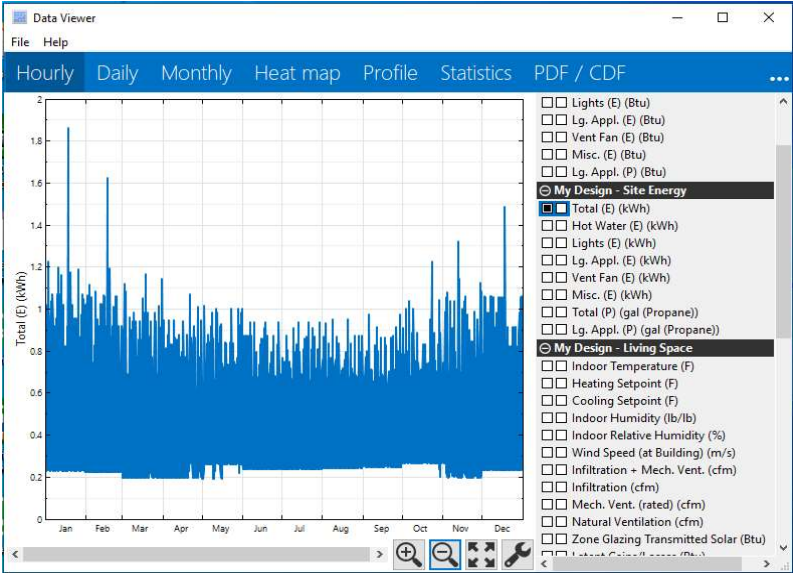 Data Viewer
File Help
Hourly Daily Monthly Heat map Profile Statistics PDF / CDF ...
2
1.8
1.6
1.4
1.2
1
0.8
0.6
0.4
0.2
0
Total (E) (kWh)
Jan Feb Mar Apr May Jun Jul Aug Sep Oct Nov Dec
Lights (E) (Btu)
Lg. Appl. (E) (Btu)
Vent Fan (E) (Btu)
Misc. (E) (Btu)
Lg. Appl. (P) (Btu)
My Design - Site Energy
Total (E) (kWh)
Hot Water (E) (kWh)
Lights (E) (kWh)
Lg. Appl. (E) (kWh)
Vent Fan (E) (kWh)
Misc. (E) (kWh)
Total (P) (gal (Propane))
Lg. Appl. (P) (gal (Propane))
My Design - Living Space
Indoor Temperature (F)
Heating Setpoint (F)
Cooling Setpoint (F)
Indoor Humidity (lb/lb)
Indoor Relative Humidity (%)
Wind Speed (at Building) (m/s)
Infiltration + Mech. Vent. (cfm)
Infiltration (cfm)
Mech. Vent. (rated) (cfm)
Natural Ventilation (cfm)
Zone Glazing Transmitted Solar (Btu)
Latent Gains/Losses (Btu)